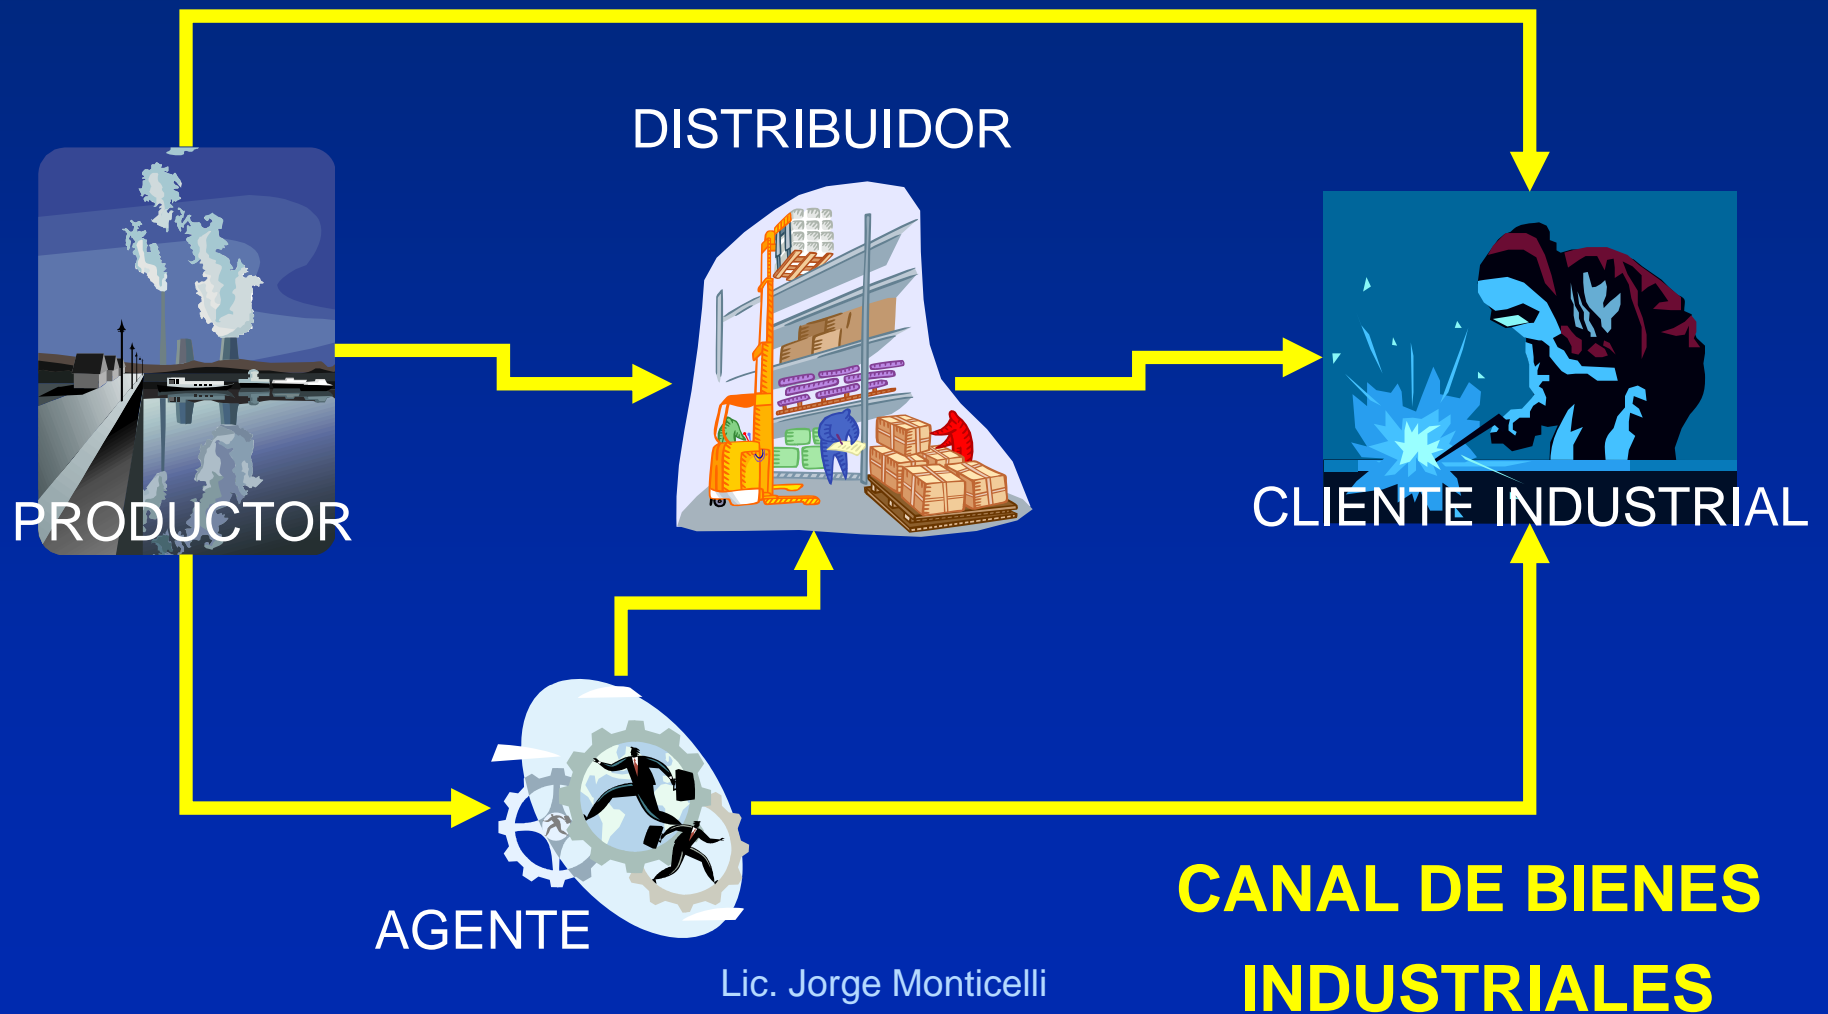 DISTRIBUIDOR
PRODUCTOR
CLIENTE INDUSTRIAL
AGENTE
CANAL DE BIENES
INDUSTRIALES
Lic. Jorge Monticelli